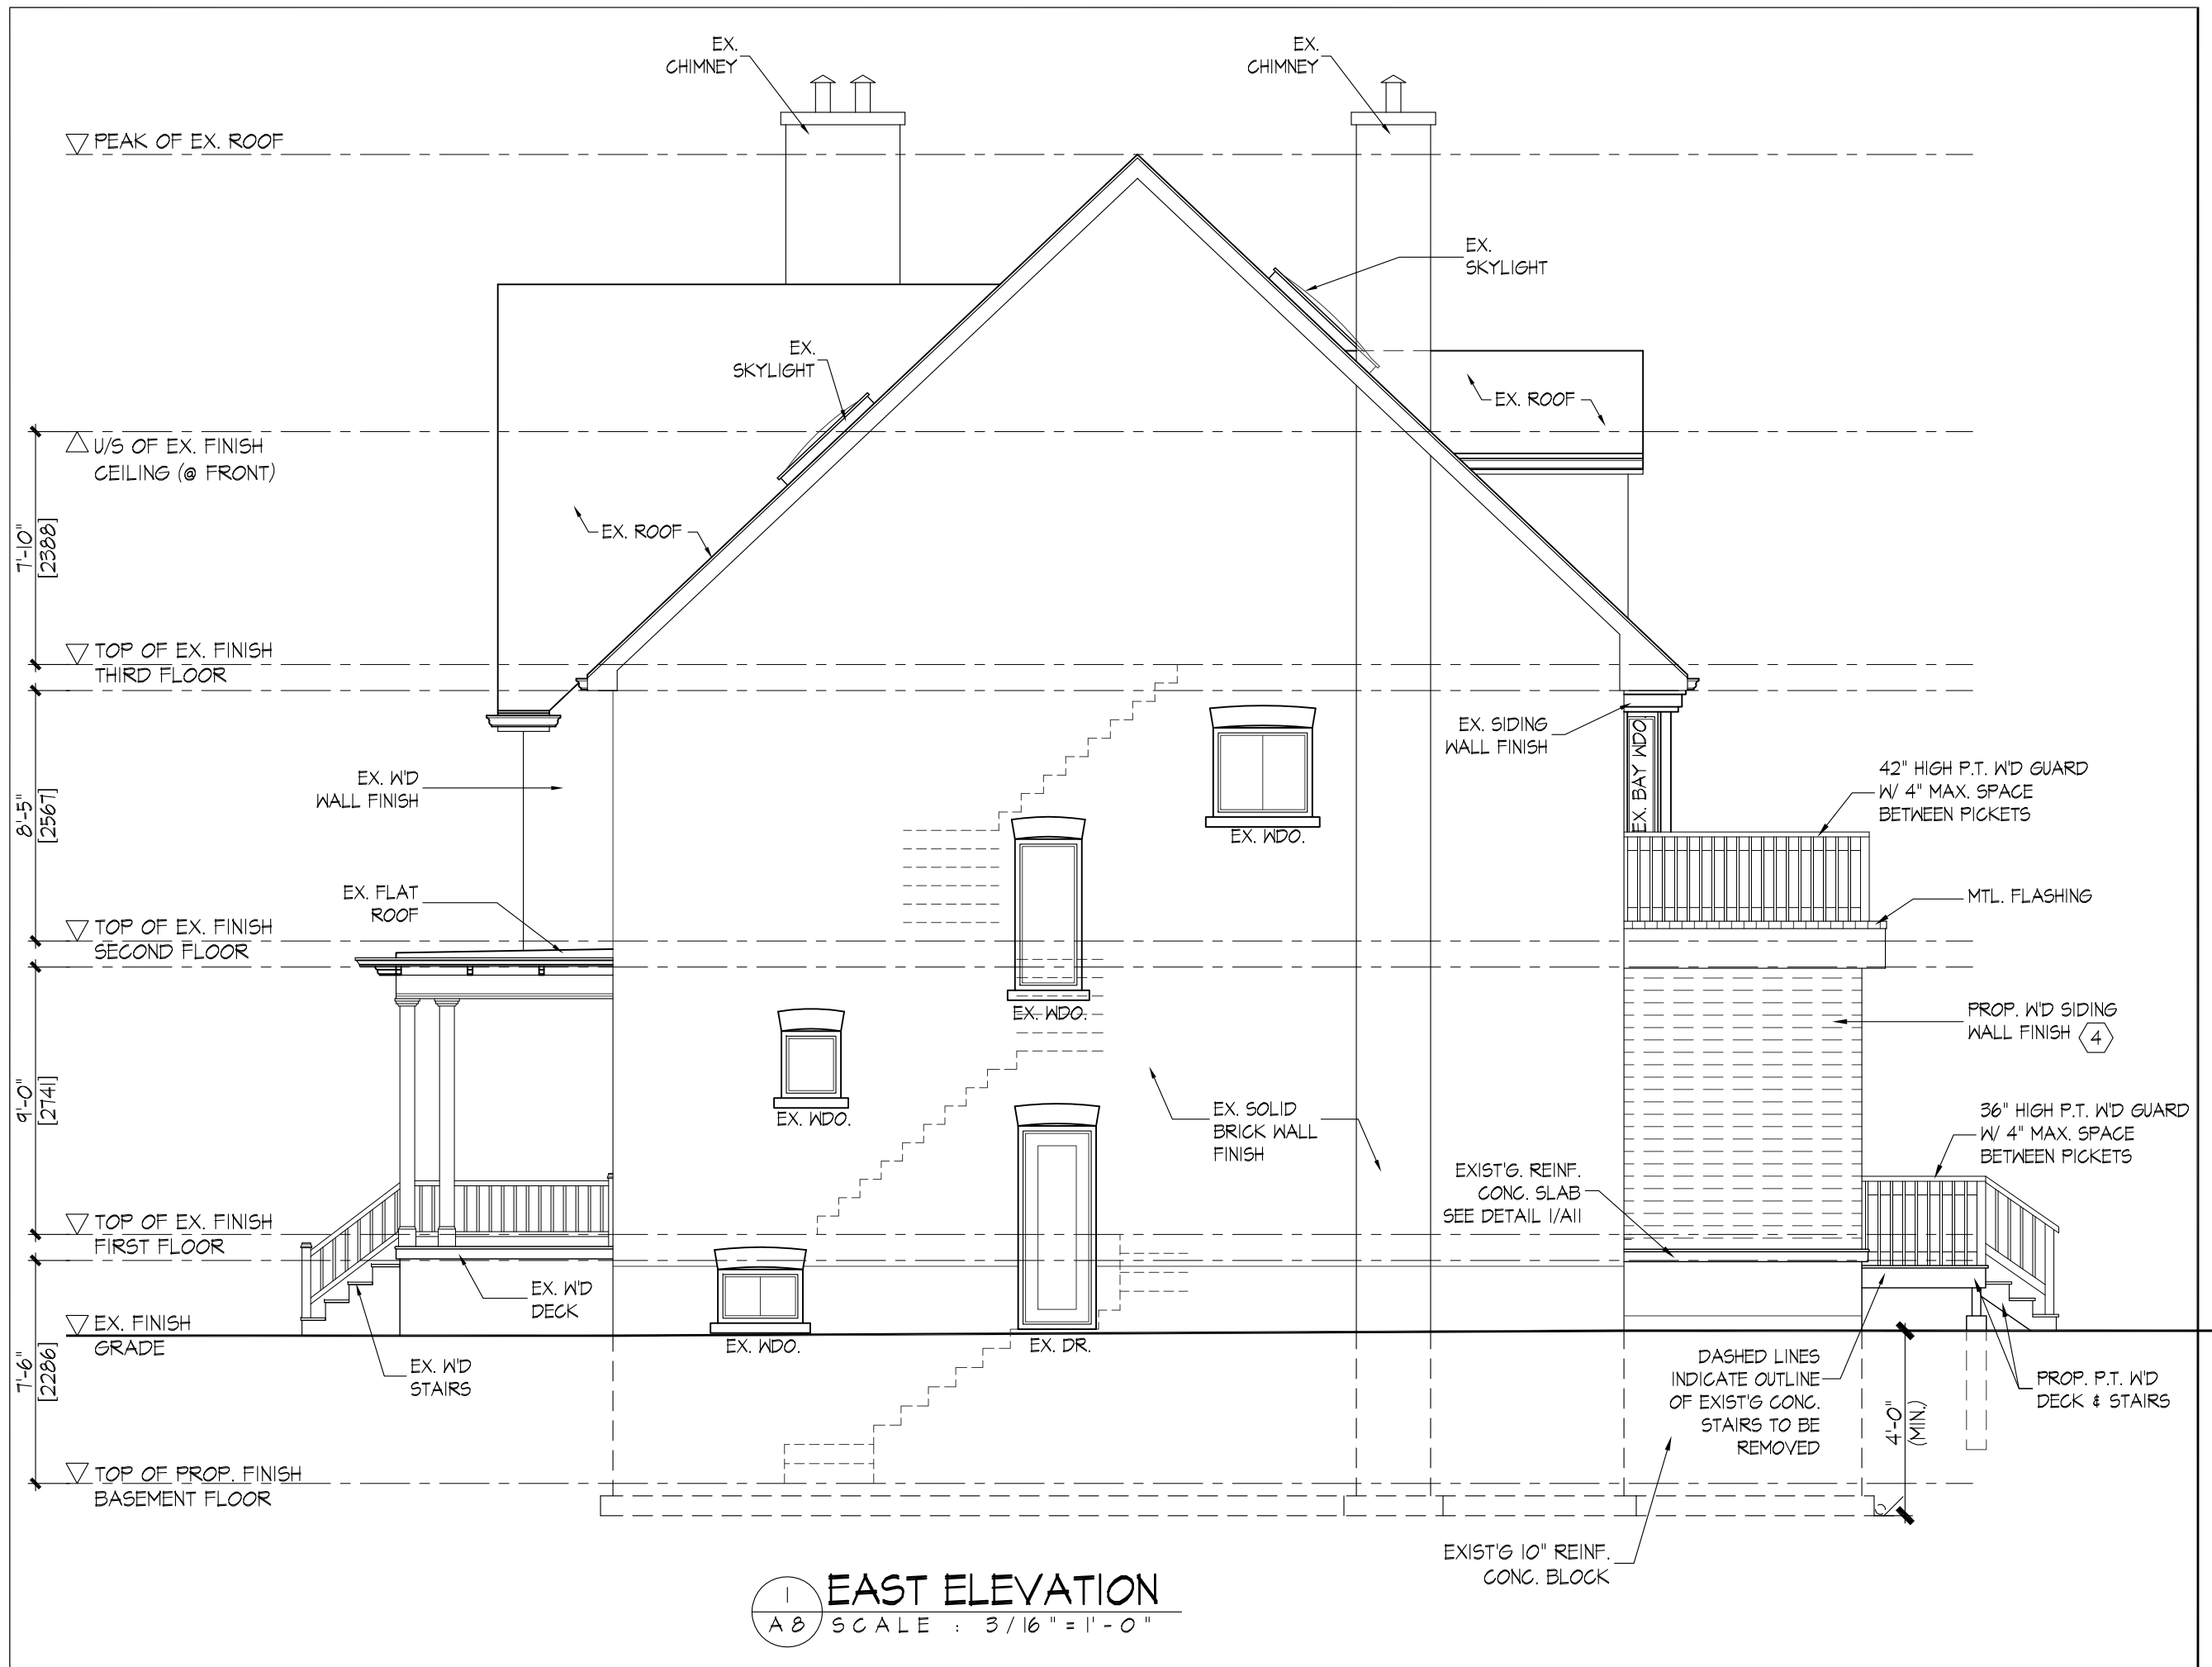 EX.
CHIMNEY
EX.
CHIMNEY
PEAK OF EX. ROOF
EX.
SKYLIGHT
EX.
SKYLIGHT
EX. ROOF
U/S OF EX. FINISH
CEILING (@ FRONT)
EX. ROOF
7'-10"
[2388]
TOP OF EX. FINISH
THIRD FLOOR
EX. SIDING
WALL FINISH
EX. BAY WDO.
EX. W'D
WALL FINISH
42" HIGH P.T. W'D GUARD
W/ 4" MAX. SPACE
BETWEEN PICKETS
8'-5"
[2567]
EX. WDO.
EX. FLAT
ROOF
MTL. FLASHING
TOP OF EX. FINISH
SECOND FLOOR
EX. WDO.
PROP. W'D SIDING
WALL FINISH 4
9'-0"
[2741]
EX. WDO.
EX. SOLID
BRICK WALL
FINISH
36" HIGH P.T. W'D GUARD
W/ 4" MAX. SPACE
BETWEEN PICKETS
EXIST'G. REINF.
CONC. SLAB
SEE DETAIL 1/A11
TOP OF EX. FINISH
FIRST FLOOR
EX. W'D
DECK
EX. FINISH
GRADE
EX. WDO.
EX. DR.
7'-6"
[2286]
EX. W'D
STAIRS
DASHED LINES
INDICATE OUTLINE
OF EXIST'G CONC.
STAIRS TO BE
REMOVED
4'-0"
(MIN.)
PROP. P.T. W'D
DECK & STAIRS
TOP OF PROP. FINISH
BASEMENT FLOOR
EXIST'G 10" REINF.
CONC. BLOCK
1
A8
EAST ELEVATION
SCALE : 3/16"=1'-0"